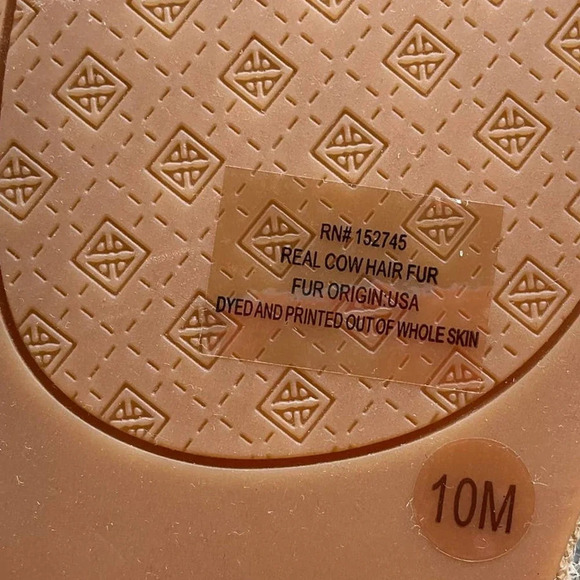 RN# 152745
REAL COW HAIR FUR
FUR ORIGIN:USA
DYED AND PRINTED OUT OF WHOLE SKIN
10M